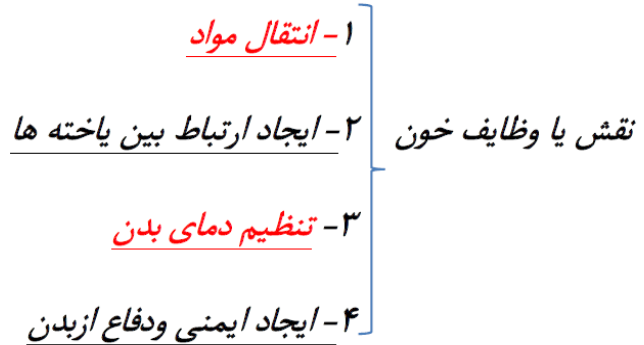 نقش یا وظایف خون
۱- انتقال مواد
۲- ایجاد ارتباط بین یاخته ها
۳- تنظیم دمای بدن
۴- ایجاد ایمنی ودفاع ازبدن